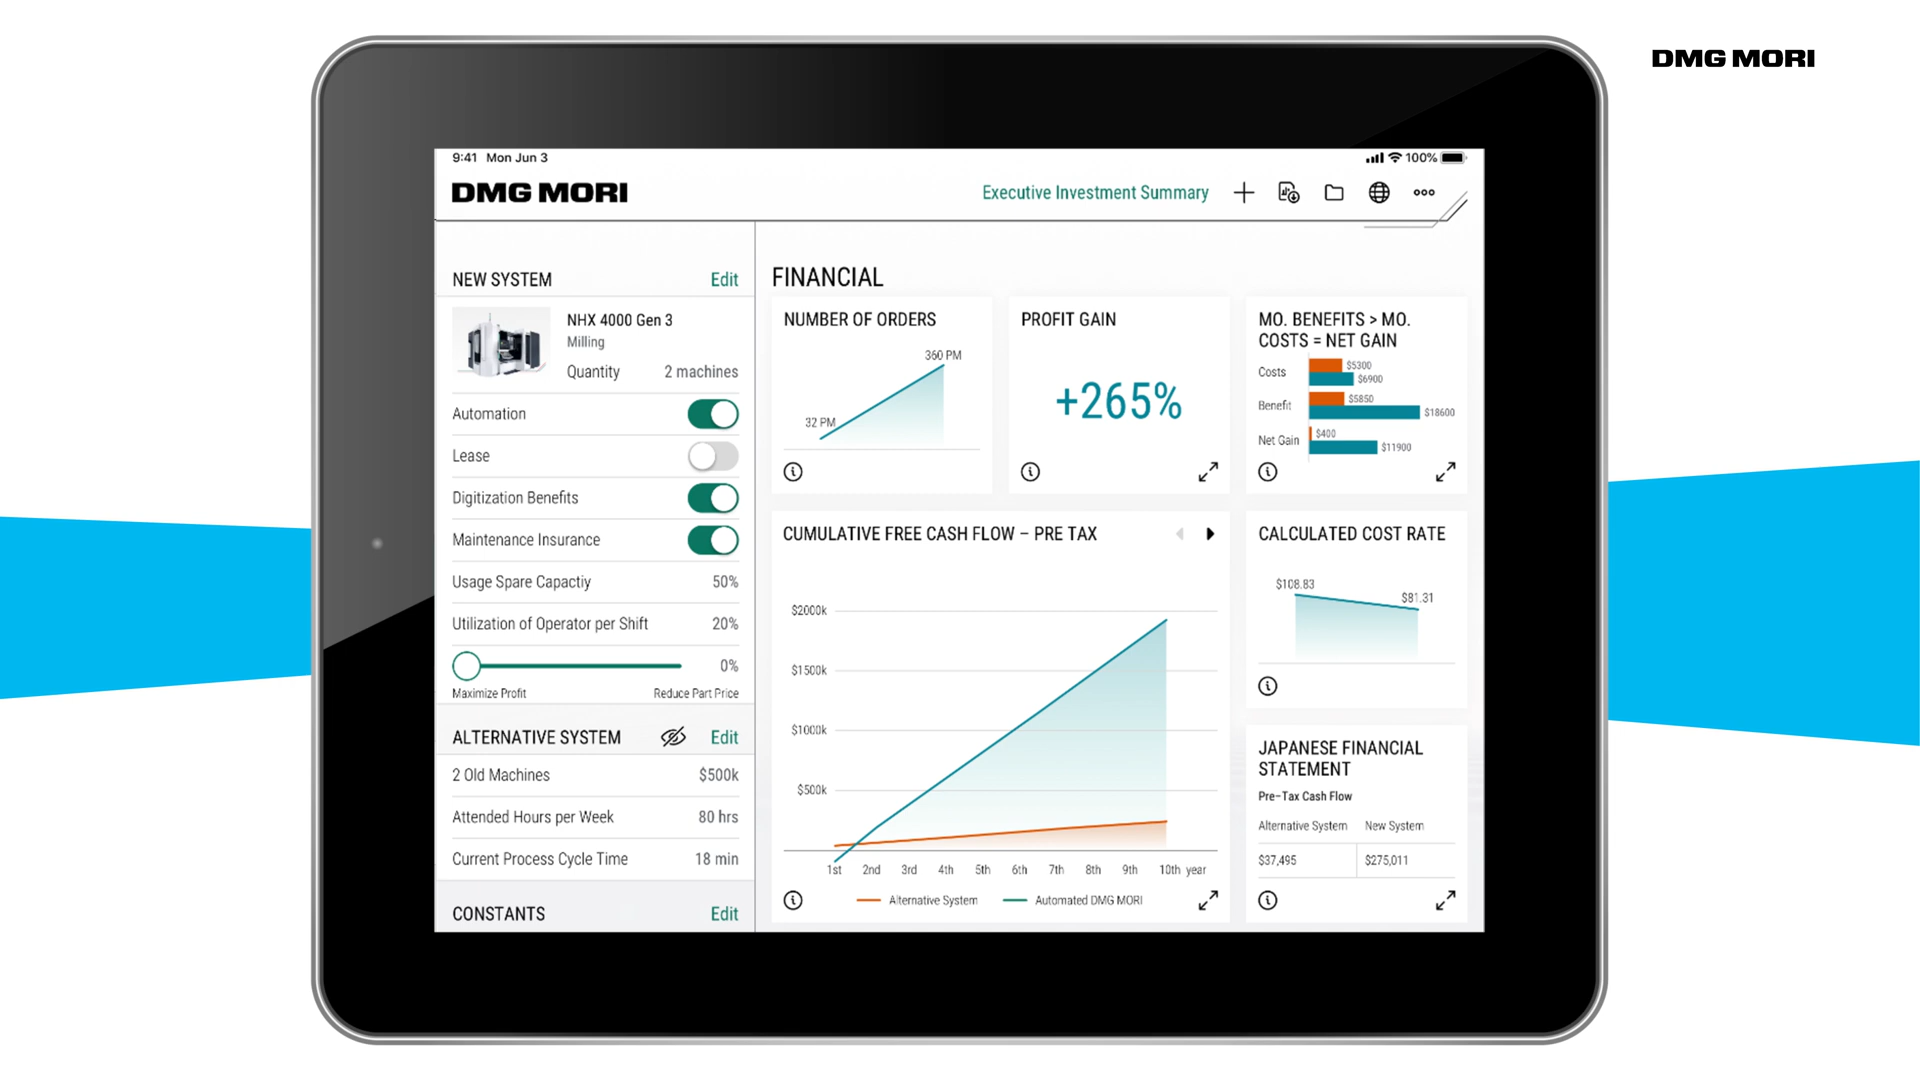 DMG MORI
9:41 Mon Jun 3
100%
DMG MORI
Executive Investment Summary
NEW SYSTEM
Edit
NHX 4000 Gen 3
Milling
Quantity 2 machines
Automation
Lease
Digitization Benefits
Maintenance Insurance
Usage Spare Capactiy 50%
Utilization of Operator per Shift 20%
0%
Maximize Profit Reduce Part Price
ALTERNATIVE SYSTEM
Edit
2 Old Machines $500k
Attended Hours per Week 80 hrs
Current Process Cycle Time 18 min
CONSTANTS
Edit
FINANCIAL
NUMBER OF ORDERS
360 PM
32 PM
PROFIT GAIN
+265%
MO. BENEFITS > MO.
COSTS = NET GAIN
Costs
$5300
$6900
Benefit
$5850
$18600
Net Gain
$400
$11900
CUMULATIVE FREE CASH FLOW – PRE TAX
$2000k
$1500k
$1000k
$500k
1st 2nd 3rd 4th 5th 6th 7th 8th 9th 10th year
Alternative System Automated DMG MORI
CALCULATED COST RATE
$108.83
$81.31
JAPANESE FINANCIAL
STATEMENT
Pre-Tax Cash Flow
Alternative System New System
$37,495 $275,011